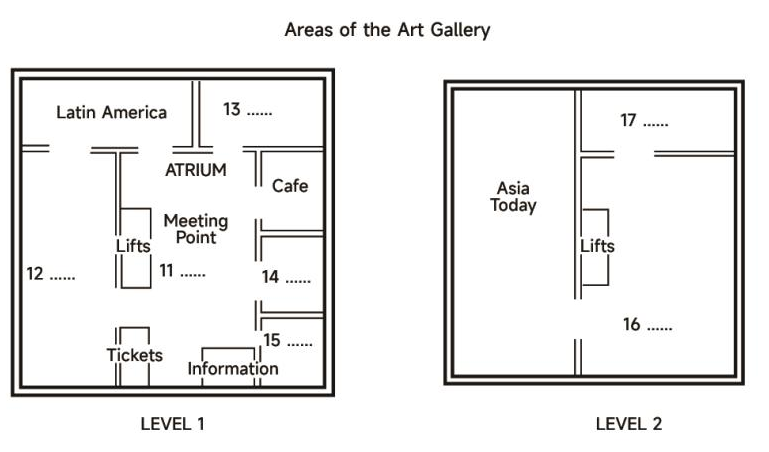 Areas of the Art Gallery
Latin America
13 ......
ATRIUM
Cafe
Meeting
Point
Lifts
11 ......
12 ......
14 ......
15 ......
Tickets
Information
LEVEL 1
17 ......
Asia
Today
Lifts
16 ......
LEVEL 2